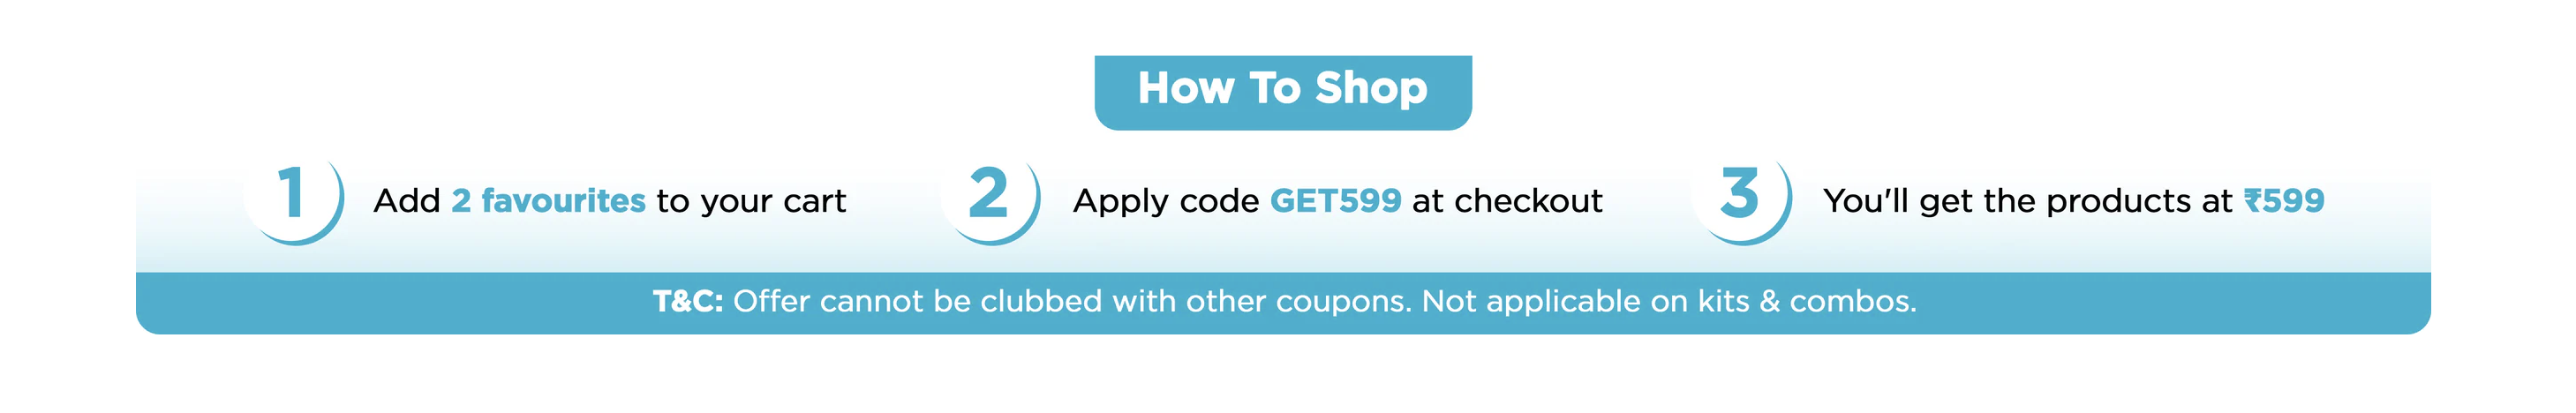 How To Shop
1 Add 2 favourites to your cart
2 Apply code GET599 at checkout
3 You'll get the products at ₹599
T&C: Offer cannot be clubbed with other coupons. Not applicable on kits & combos.